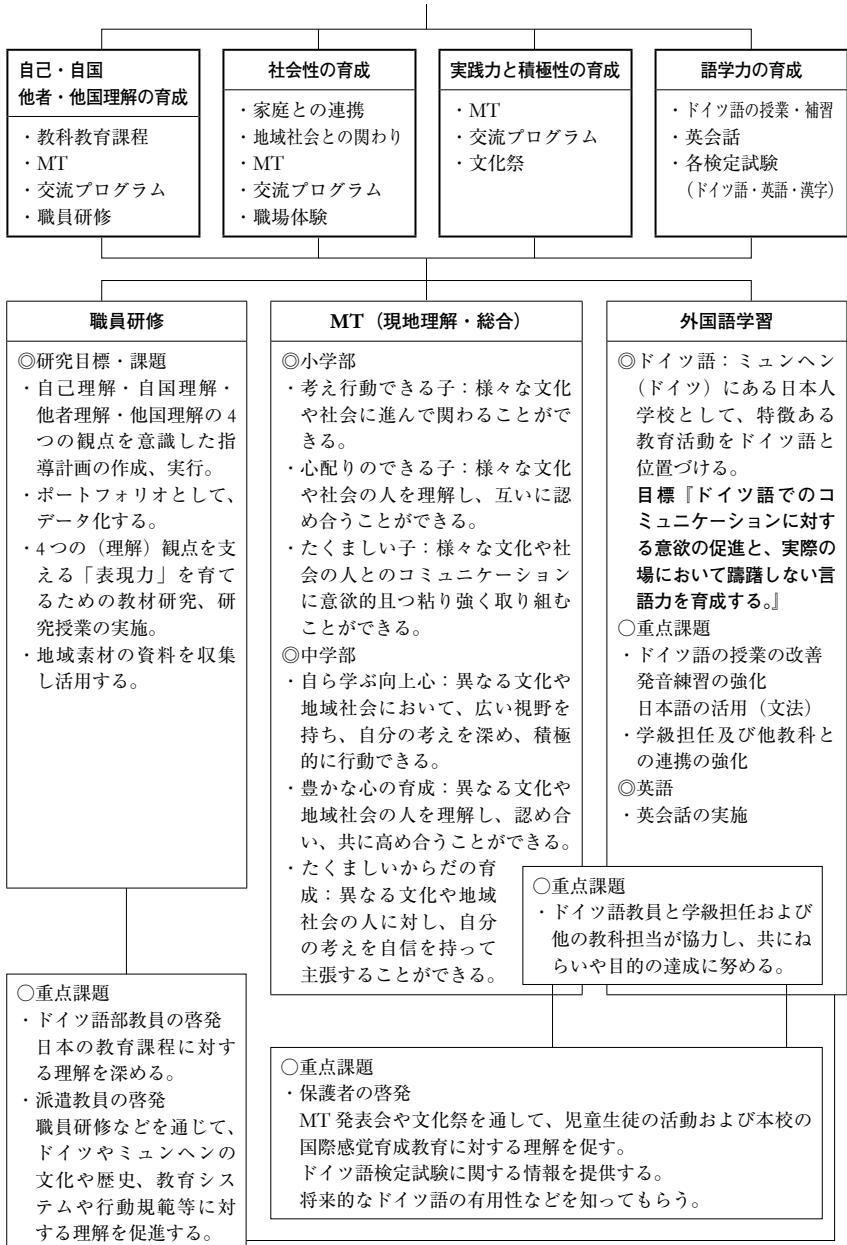 自己・自国
他者・他国理解の育成
・教科教育課程
・MT
・交流プログラム
・職員研修
社会性の育成
・家庭との連携
・地域社会との関わり
・MT
・交流プログラム
・職場体験
実践力と積極性の育成
・MT
・交流プログラム
・文化祭
語学力の育成
・ドイツ語の授業・補習
・英会話
・各検定試験
（ドイツ語・英語・漢字）
職員研修
◎研究目標・課題
・自己理解・自国理解・
他者理解・他国理解の4
つの観点を意識した指
導計画の作成、実行。
・ポートフォリオとして、
データ化する。
・4つの（理解）観点を支
える「表現力」を育て
るための教材研究、研
究授業の実施。
・地域素材の資料を収集
し活用する。
MT（現地理解・総合）
◎小学部
・考え行動できる子：様々な文化
や社会に進んで関わることがで
きる。
・心配りのできる子：様々な文化
や社会の人を理解し、互いに認
め合うことができる。
・たくましい子：様々な文化や社
会の人とのコミュニケーション
に意欲的且つ粘り強く取り組む
ことができる。
◎中学部
・自ら学ぶ向上心：異なる文化や
地域社会において、広い視野を
持ち、自分の考えを深め、積極
的に行動できる。
・豊かな心の育成：異なる文化や
地域社会の人を理解し、認め合
い、共に高め合うことができる。
・たくましいからだの育
成：異なる文化や地域
社会の人に対し、自分
の考えを自信を持って
主張することができる。
外国語学習
◎ドイツ語：ミュンヘン
（ドイツ）にある日本人
学校として、特徴ある
教育活動をドイツ語と
位置づける。
目標『ドイツ語でのコ
ミュニケーションに対す
る意欲の促進と、実際の
場において躊躇しない言
語力を育成する。』
○重点課題
・ドイツ語の授業の改善
発音練習の強化
日本語の活用（文法）
・学級担任及び他教科と
の連携の強化
◎英語
・英会話の実施
○重点課題
・ドイツ語教員と学級担任および
他の教科担当が協力し、共にね
らいや目的の達成に努める。
○重点課題
・ドイツ語部教員の啓発
日本の教育課程に対す
る理解を深める。
・派遣教員の啓発
職員研修などを通じて、
ドイツやミュンヘンの
文化や歴史、教育シス
テムや行動規範等に対
する理解を促進する。
○重点課題
・保護者の啓発
MT発表会や文化祭を通して、児童生徒の活動および本校の
国際感覚育成教育に対する理解を促す。
ドイツ語検定試験に関する情報を提供する。
将来的なドイツ語の有用性などを知ってもらう。